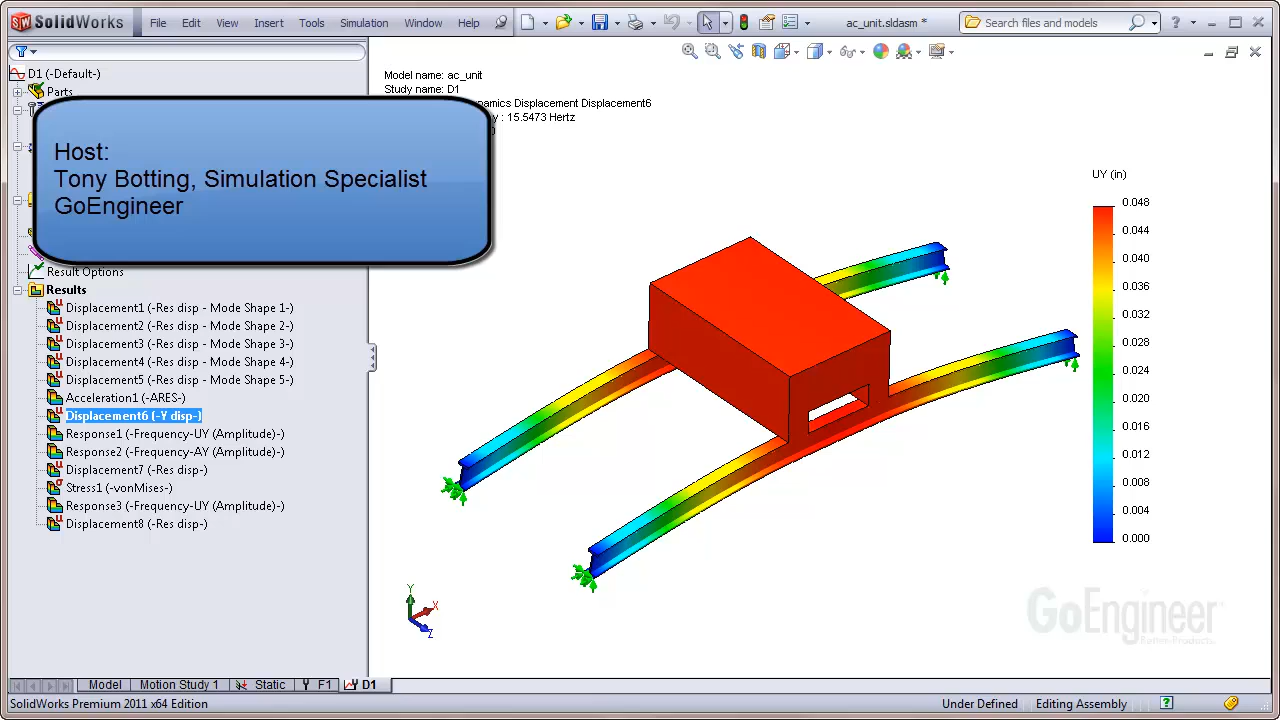 SolidWorks
File Edit View Insert Tools Simulation Window Help
ac_unit.sldasm *
Search files and models
D1 (-Default-)
Parts
Host:
Tony Botting, Simulation Specialist
GoEngineer
Result Options
Results
Displacement1 (-Res disp - Mode Shape 1-)
Displacement2 (-Res disp - Mode Shape 2-)
Displacement3 (-Res disp - Mode Shape 3-)
Displacement4 (-Res disp - Mode Shape 4-)
Displacement5 (-Res disp - Mode Shape 5-)
Acceleration1 (-ARES-)
Displacement6 (-Y disp-)
Response1 (-Frequency-UY (Amplitude)-)
Response2 (-Frequency-AY (Amplitude)-)
Displacement7 (-Res disp-)
Stress1 (-vonMises-)
Response3 (-Frequency-UY (Amplitude)-)
Displacement8 (-Res disp-)
Model name: ac_unit
Study name: D1
Displacement Displacement6
: 15.5473 Hertz
UY (in)
0.048
0.044
0.040
0.036
0.032
0.028
0.024
0.020
0.016
0.012
0.008
0.004
0.000
Y
X
Z
GoEngineer
Model Motion Study 1 Static F1 D1
SolidWorks Premium 2011 x64 Edition
Under Defined
Editing Assembly